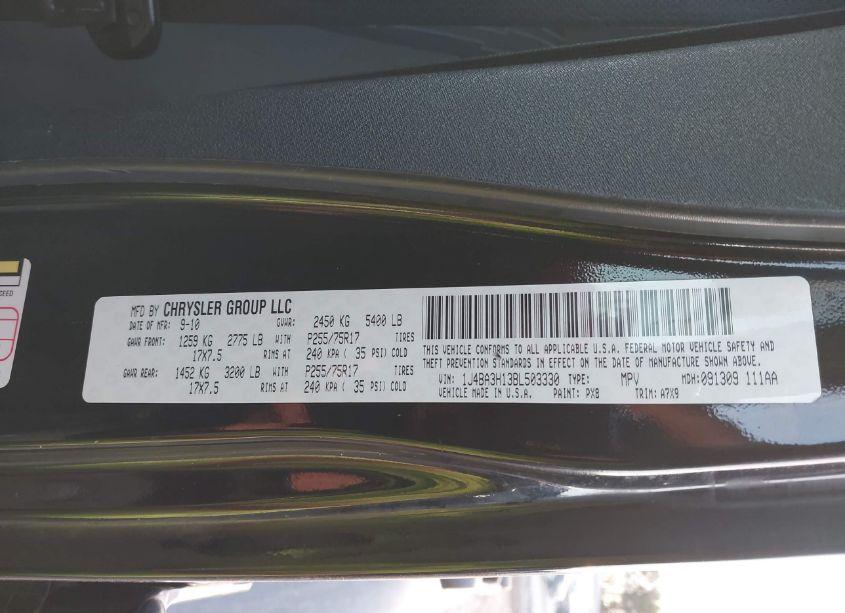 MFD BY CHRYSLER GROUP LLC
DATE OF MFR: 9-10 GVWR: 2450 KG 5400 LB
GAWR FRONT: 1259 KG 2775 LB WITH P255/75R17 TIRES
17X7.5 RIMS AT 240 KPA ( 35 PSI) COLD
GAWR REAR: 1452 KG 3200 LB WITH P255/75R17 TIRES
17X7.5 RIMS AT 240 KPA ( 35 PSI) COLD
THIS VEHICLE CONFORMS TO ALL APPLICABLE U.S.A. FEDERAL MOTOR VEHICLE SAFETY AND
THEFT PREVENTION STANDARDS IN EFFECT ON THE DATE OF MANUFACTURE SHOWN ABOVE.
VIN: 1J4BA3H13BL503330 TYPE: MPV MDH: 091309 111AA
VEHICLE MADE IN U.S.A. PAINT: PX8 TRIM: A7X9